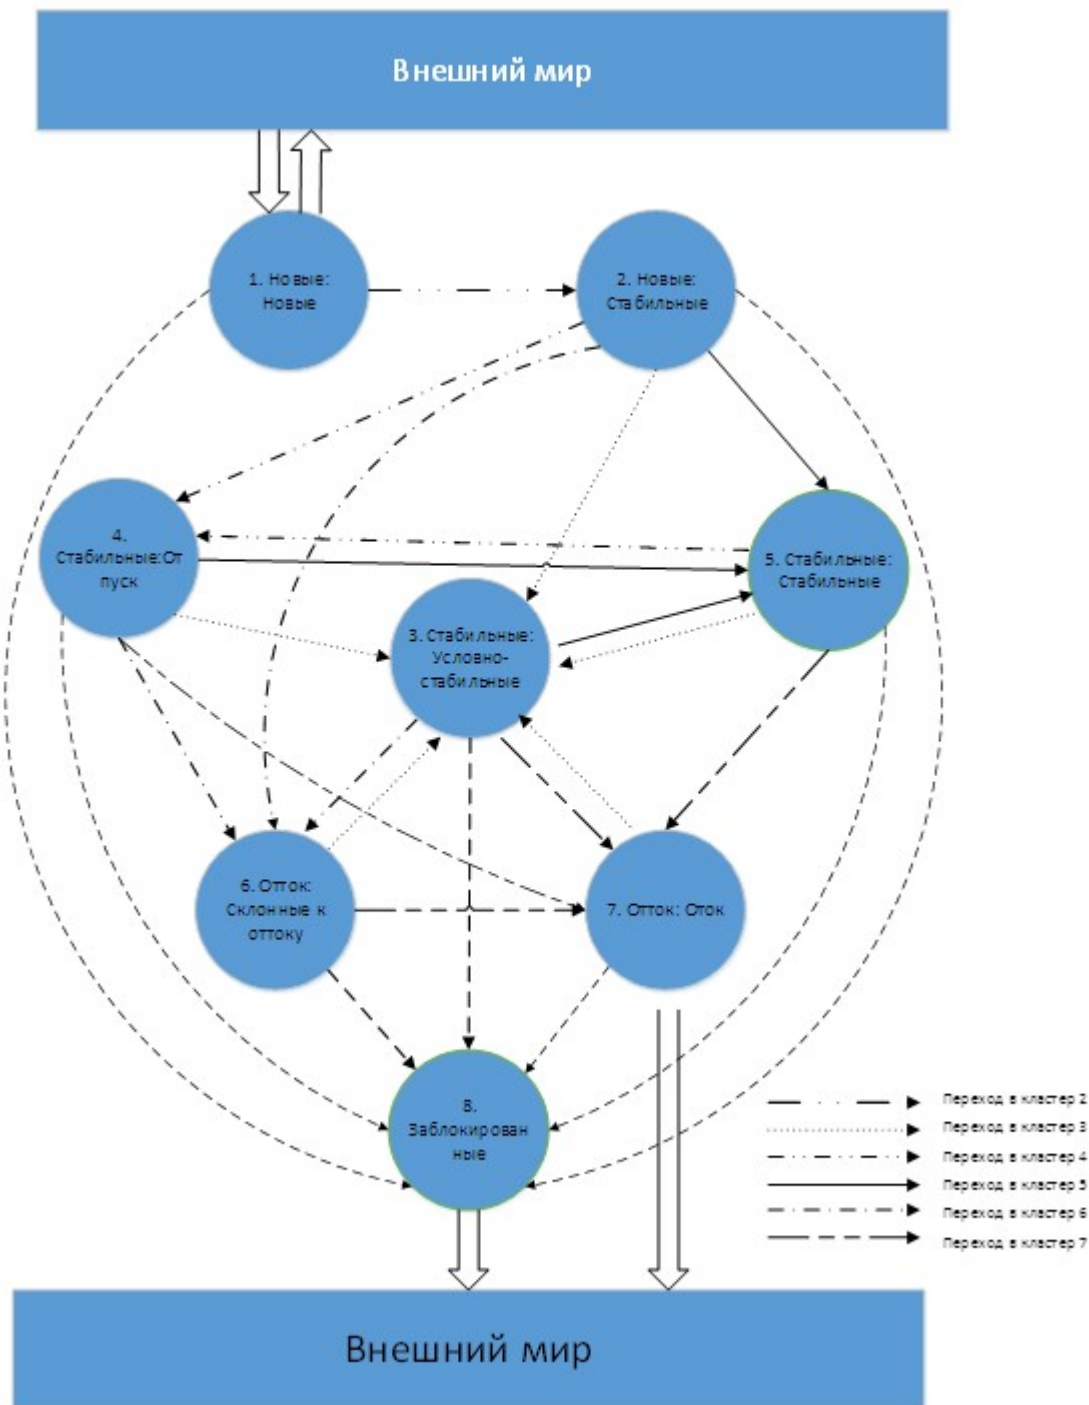 Внешний мир
1. Новые:
Новые
2. Новые:
Стабильные
4.
Стабильные:От
пуск
5. Стабильные:
Стабильные
3. Стабильные:
Условно-
стабильные
6. Отток:
Склонные к
оттоку
7. Отток: Оток
8.
Заблокирован
ные
Переход в кластер 2
Переход в кластер 3
Переход в кластер 4
Переход в кластер 5
Переход в кластер 6
Переход в кластер 7
Внешний мир